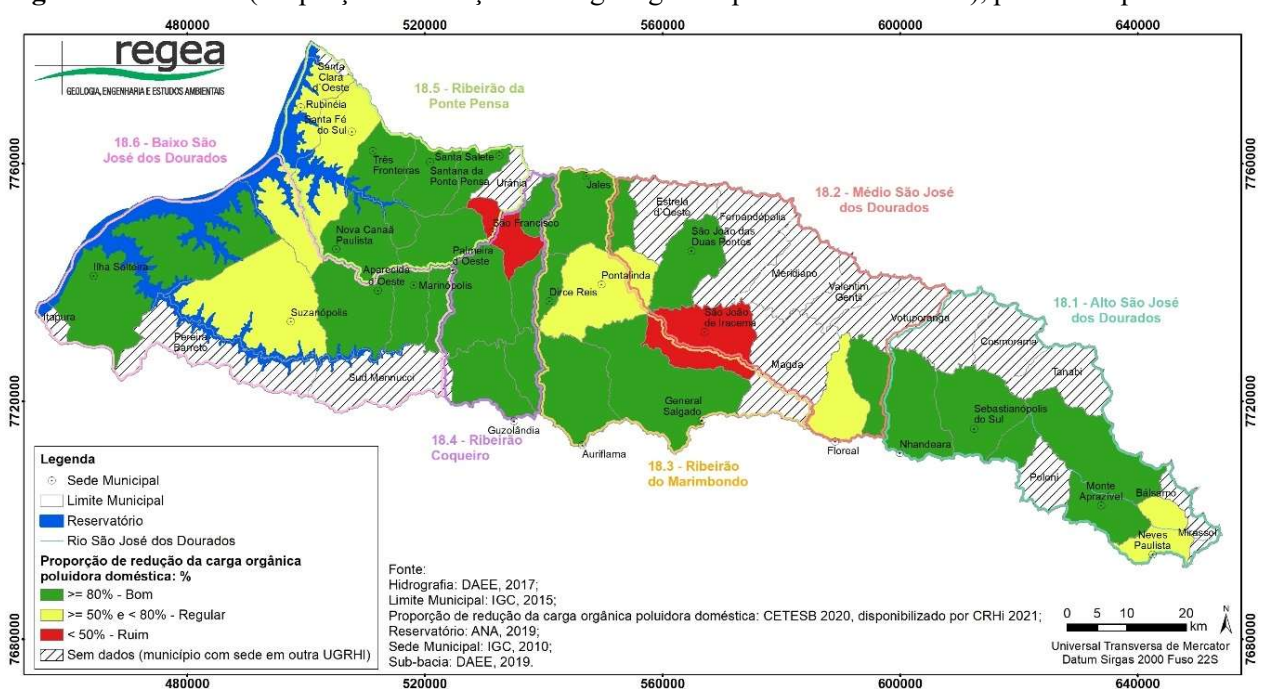 480000
520000
560000
600000
640000
regea
GEOLOGIA, ENGENHARIA E ESTUDOS AMBIENTAIS
7760000
7720000
7680000
7760000
7720000
7680000
18.6 - Baixo São
José dos Dourados
18.5 - Ribeirão da
Ponte Pensa
18.2 - Médio São José
dos Dourados
18.1 - Alto São José
dos Dourados
18.4 - Ribeirão
Coqueiro
18.3 - Ribeirão
do Marimbondo
Santa
Clara
d´Oeste
Rubinéia
Santa Fé
do Sul
Três
Fronteiras
Santa Salete
Santana da
Ponte Pensa
Urânia
Jales
São Francisco
Nova Canaã
Paulista
Palmeira
d´Oeste
Aparecida
d´Oeste
Marinópolis
Ilha Solteira
Itapura
Suzanápolis
Pereira
Barreto
Sud Mennucci
Dirce Reis
Pontalinda
Estrela
d´Oeste
Fernandópolis
São João das
Duas Pontes
Meridiano
Valentim
Gentil
Votuporanga
São João
de Iracema
Magda
General
Salgado
Guzolândia
Auriflama
Floreal
Nhandeara
Cosmorama
Tanabi
Sebastianópolis
do Sul
Poloni
Monte
Aprazível
Bálsamo
Mirassol
Neves
Paulista
Legenda
Sede Municipal
Limite Municipal
Reservatório
Rio São José dos Dourados
Proporção de redução da carga orgânica
poluidora doméstica: %
>= 80% - Bom
>= 50% e < 80% - Regular
< 50% - Ruim
Sem dados (município com sede em outra UGRHI)
Fonte:
Hidrografia: DAEE, 2017;
Limite Municipal: IGC, 2015;
Proporção de redução da carga orgânica poluidora doméstica: CETESB 2020, disponibilizado por CRHi 2021;
Reservatório: ANA, 2019;
Sede Municipal: IGC, 2010;
Sub-bacia: DAEE, 2019.
0 5 10 20
km
N
Universal Transversa de Mercator
Datum Sirgas 2000 Fuso 22S
480000
520000
560000
600000
640000